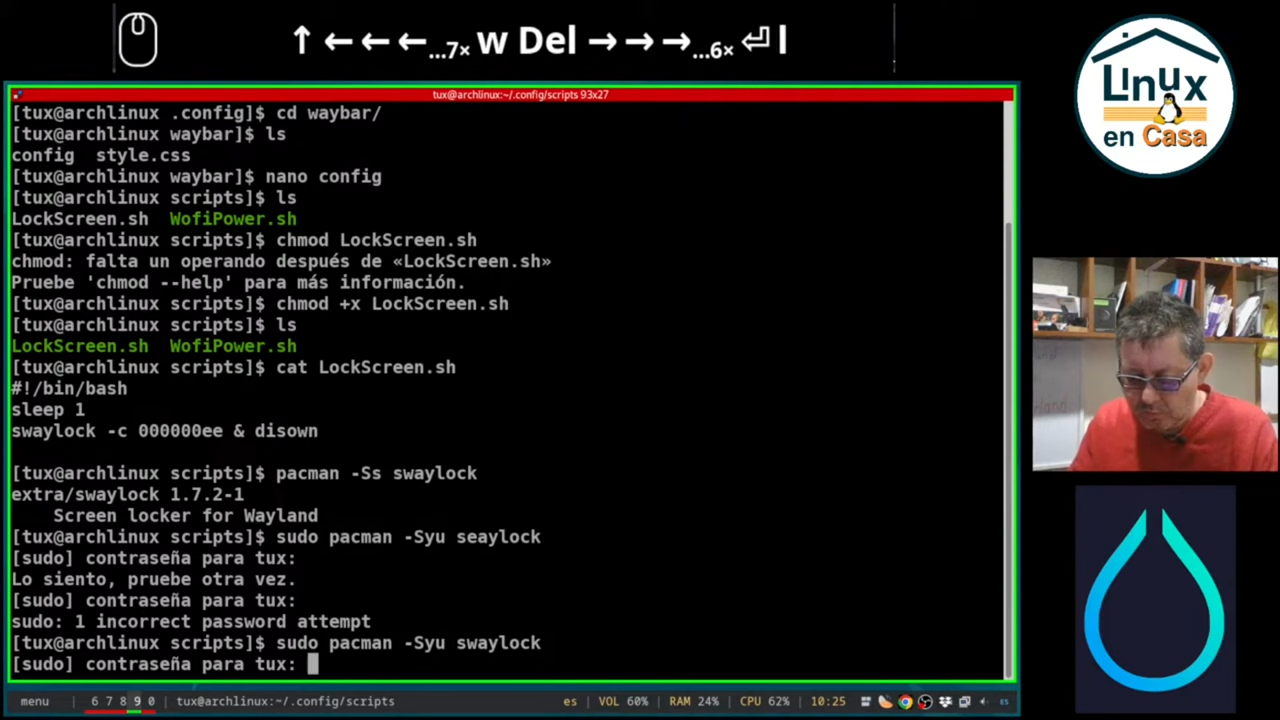 ↑ ← ← ← ...7× w Del → → → ...6× ⏎ l
tux@archlinux:~/.config/scripts 93x27
[tux@archlinux .config]$ cd waybar/
[tux@archlinux waybar]$ ls
config  style.css
[tux@archlinux waybar]$ nano config
[tux@archlinux scripts]$ ls
LockScreen.sh  WofiPower.sh
[tux@archlinux scripts]$ chmod LockScreen.sh
chmod: falta un operando después de «LockScreen.sh»
Pruebe 'chmod --help' para más información.
[tux@archlinux scripts]$ chmod +x LockScreen.sh
[tux@archlinux scripts]$ ls
LockScreen.sh  WofiPower.sh
[tux@archlinux scripts]$ cat LockScreen.sh
#!/bin/bash
sleep 1
swaylock -c 000000ee & disown
[tux@archlinux scripts]$ pacman -Ss swaylock
extra/swaylock 1.7.2-1
    Screen locker for Wayland
[tux@archlinux scripts]$ sudo pacman -Syu seaylock
[sudo] contraseña para tux:
Lo siento, pruebe otra vez.
[sudo] contraseña para tux:
sudo: 1 incorrect password attempt
[tux@archlinux scripts]$ sudo pacman -Syu swaylock
[sudo] contraseña para tux:
menu 6 7 8 9 0 tux@archlinux:~/.config/scripts es VOL 60% RAM 24% CPU 62% 10:25 ES
Linux
en Casa